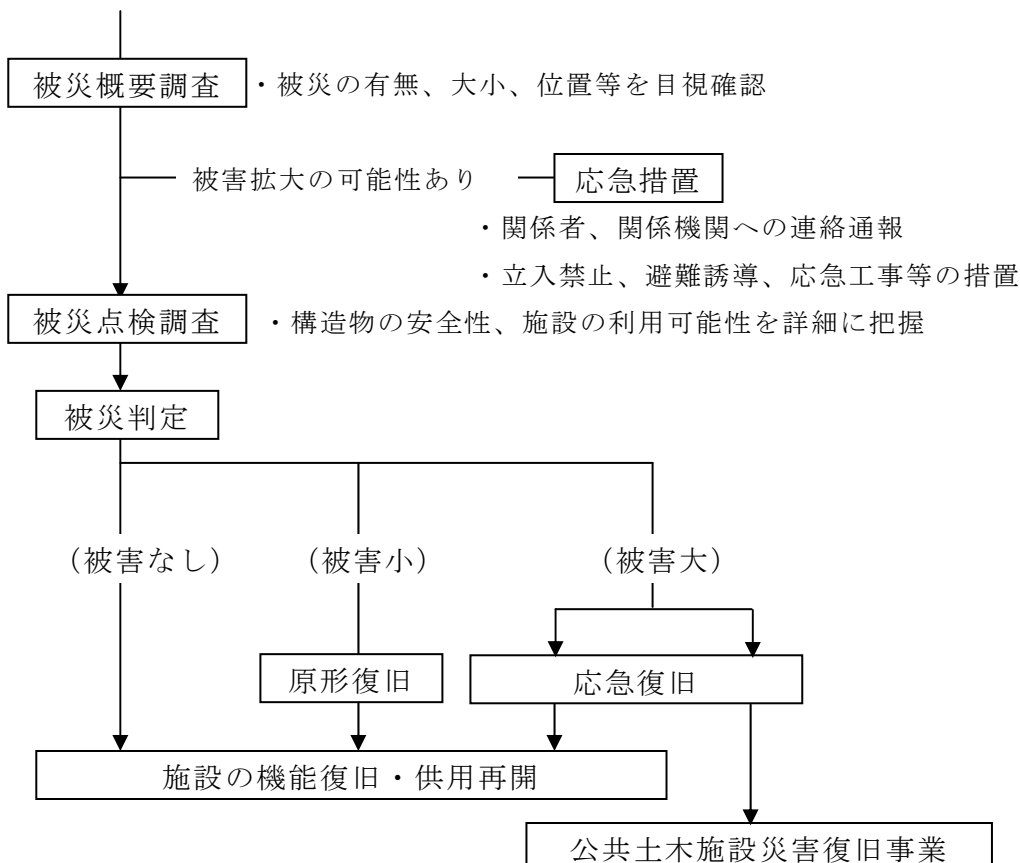 被災概要調査 ・被災の有無、大小、位置等を目視確認
被害拡大の可能性あり 応急措置
・関係者、関係機関への連絡通報
・立入禁止、避難誘導、応急工事等の措置
被災点検調査 ・構造物の安全性、施設の利用可能性を詳細に把握
被災判定
（被害なし） （被害小） （被害大）
原形復旧 応急復旧
施設の機能復旧・供用再開
公共土木施設災害復旧事業